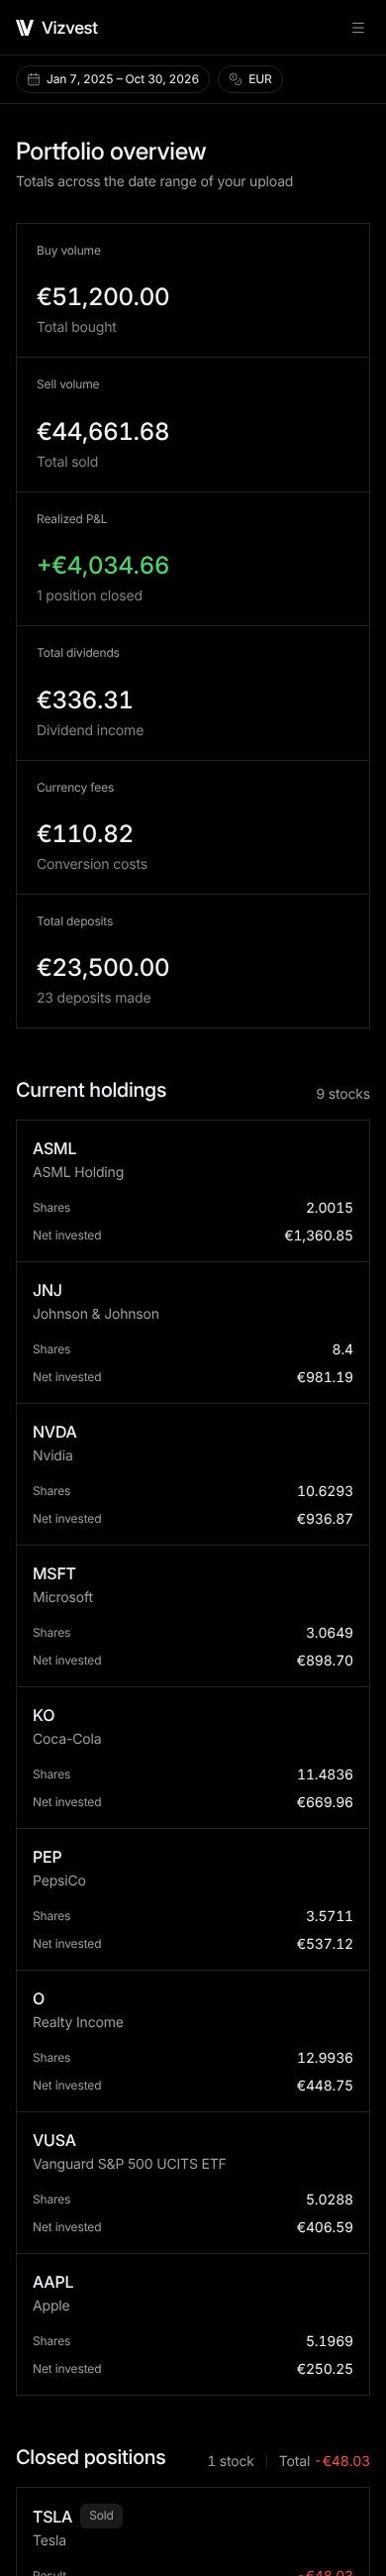 Vizvest
Jan 7, 2025 – Oct 30, 2026
EUR
Portfolio overview
Totals across the date range of your upload
Buy volume
€51,200.00
Total bought
Sell volume
€44,661.68
Total sold
Realized P&L
+€4,034.66
1 position closed
Total dividends
€336.31
Dividend income
Currency fees
€110.82
Conversion costs
Total deposits
€23,500.00
23 deposits made
Current holdings
9 stocks
ASML
ASML Holding
Shares 2.0015
Net invested €1,360.85
JNJ
Johnson & Johnson
Shares 8.4
Net invested €981.19
NVDA
Nvidia
Shares 10.6293
Net invested €936.87
MSFT
Microsoft
Shares 3.0649
Net invested €898.70
KO
Coca-Cola
Shares 11.4836
Net invested €669.96
PEP
PepsiCo
Shares 3.5711
Net invested €537.12
O
Realty Income
Shares 12.9936
Net invested €448.75
VUSA
Vanguard S&P 500 UCITS ETF
Shares 5.0288
Net invested €406.59
AAPL
Apple
Shares 5.1969
Net invested €250.25
Closed positions
1 stock
Total -€48.03
TSLA Sold
Tesla
Result -€48.03